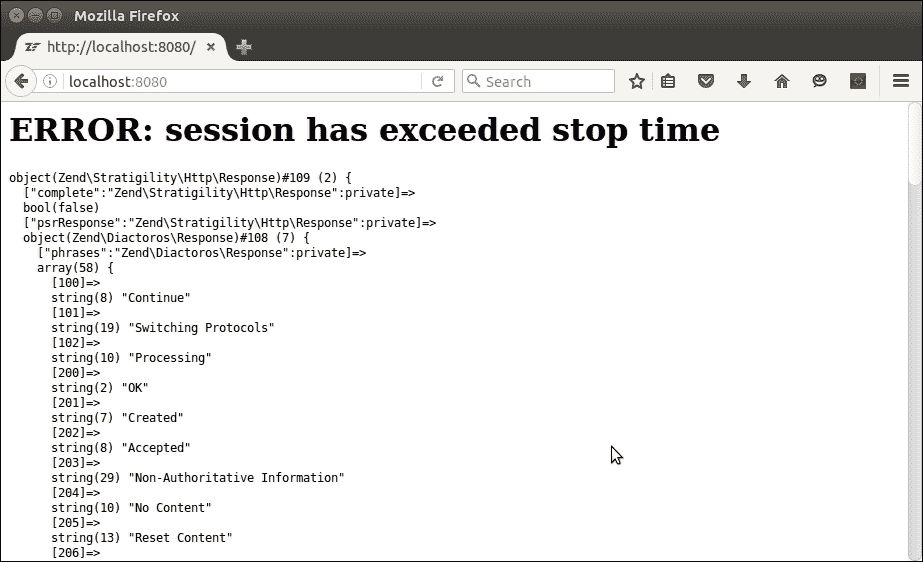 Mozilla Firefox
http://localhost:8080/
localhost:8080
Search
ERROR: session has exceeded stop time
object(Zend\Stratigility\Http\Response)#109 (2) {
  ["complete":"Zend\Stratigility\Http\Response":private]=>
  bool(false)
  ["psrResponse":"Zend\Stratigility\Http\Response":private]=>
  object(Zend\Diactoros\Response)#108 (7) {
    ["phrases":"Zend\Diactoros\Response":private]=>
    array(58) {
      [100]=>
      string(8) "Continue"
      [101]=>
      string(19) "Switching Protocols"
      [102]=>
      string(10) "Processing"
      [200]=>
      string(2) "OK"
      [201]=>
      string(7) "Created"
      [202]=>
      string(8) "Accepted"
      [203]=>
      string(29) "Non-Authoritative Information"
      [204]=>
      string(10) "No Content"
      [205]=>
      string(13) "Reset Content"
      [206]=>